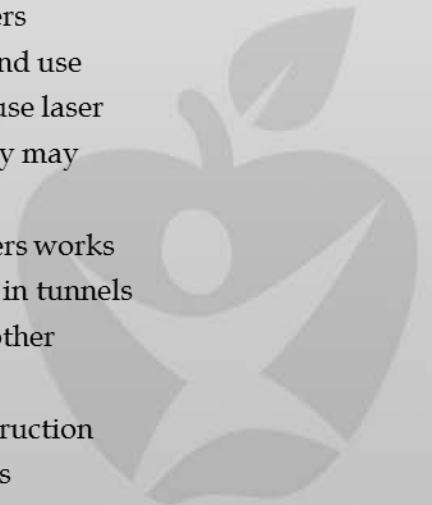 ers
nd use
use laser
y may
ers works
in tunnels
other
ruction
s